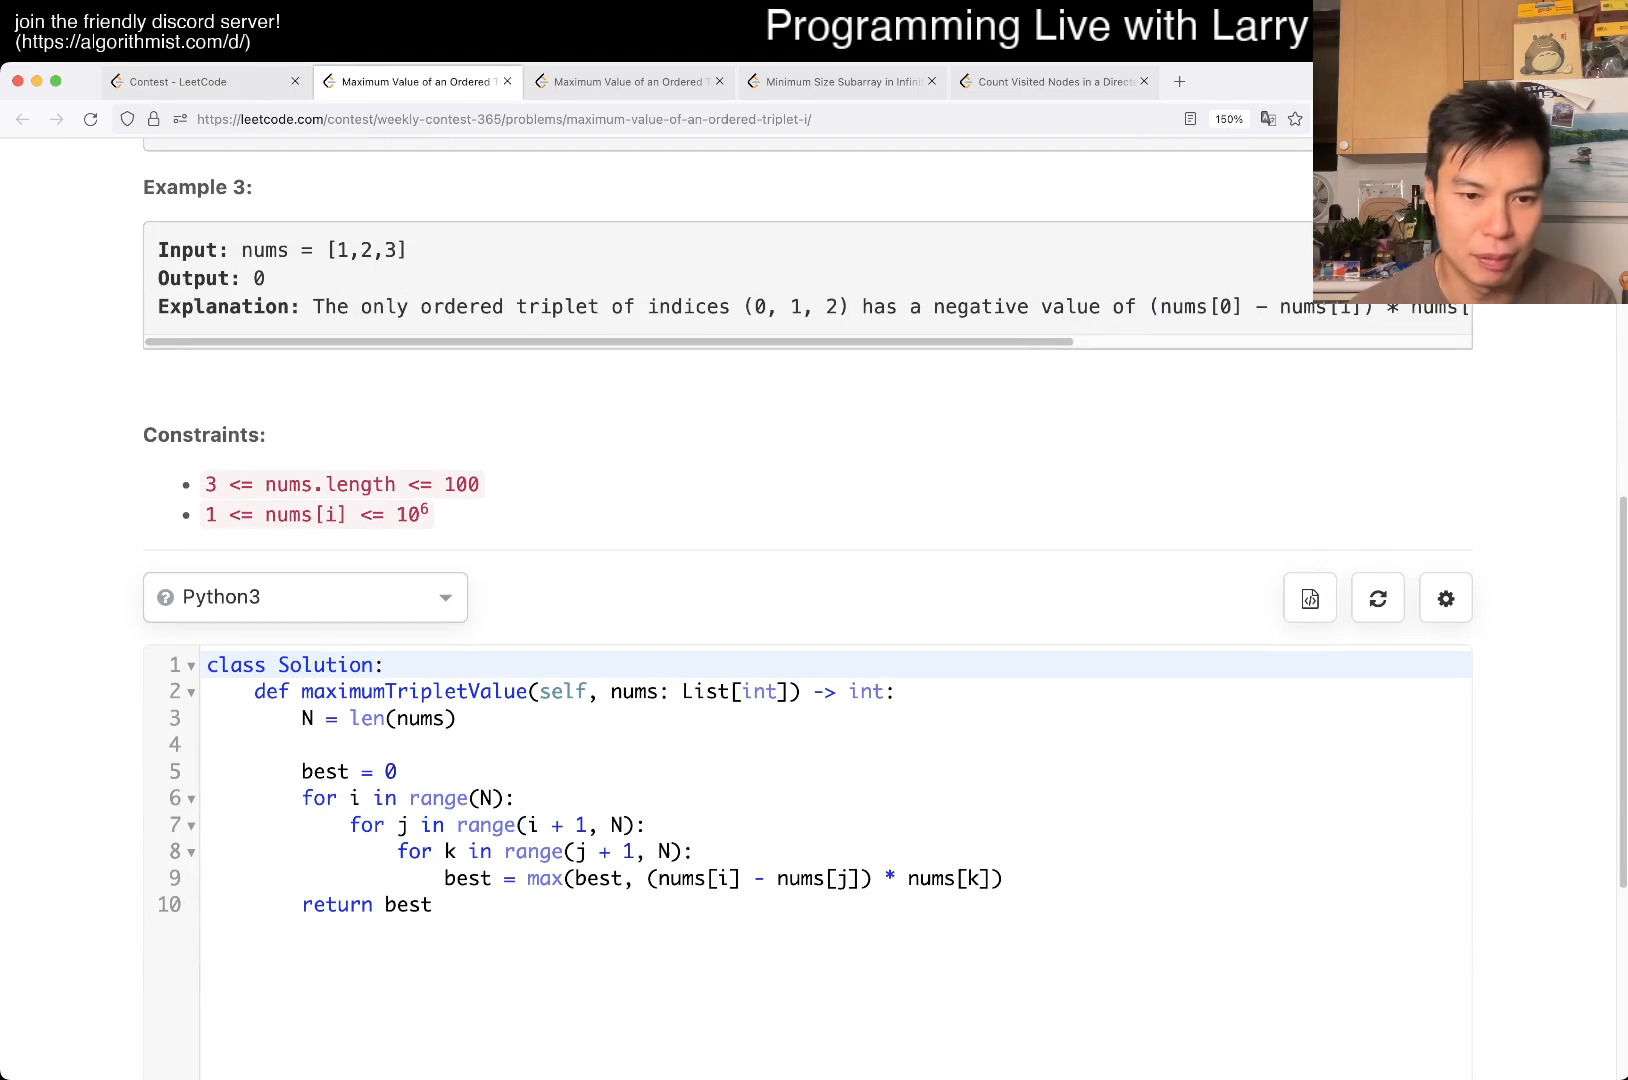 join the friendly discord server!
(https://algorithmist.com/d/)
Programming Live with Larry
Contest - LeetCode
Maximum Value of an Ordered T
Maximum Value of an Ordered T
Minimum Size Subarray in Infinit
Count Visited Nodes in a Directe
https://leetcode.com/contest/weekly-contest-365/problems/maximum-value-of-an-ordered-triplet-i/
150%
Example 3:
Input: nums = [1,2,3]
Output: 0
Explanation: The only ordered triplet of indices (0, 1, 2) has a negative value of (nums[0] - nums[1]) * nums[
Constraints:
3 <= nums.length <= 100
1 <= nums[i] <= 10⁶
Python3
1 class Solution:
2 def maximumTripletValue(self, nums: List[int]) -> int:
3 N = len(nums)
4
5 best = 0
6 for i in range(N):
7 for j in range(i + 1, N):
8 for k in range(j + 1, N):
9 best = max(best, (nums[i] - nums[j]) * nums[k])
10 return best